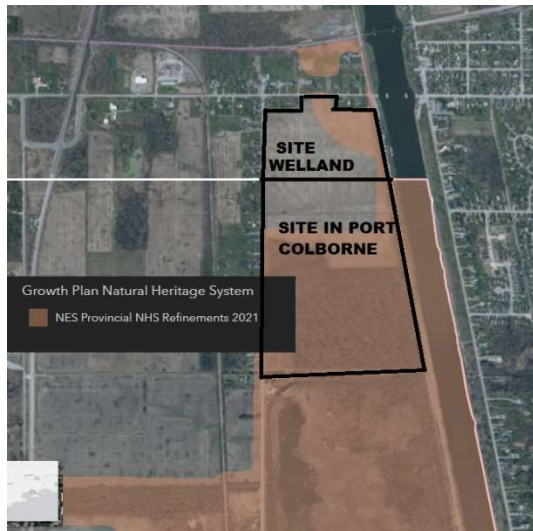 SITE
WELLAND
SITE IN PORT
COLBORNE
Growth Plan Natural Heritage System
NES Provincial NHS Refinements 2021